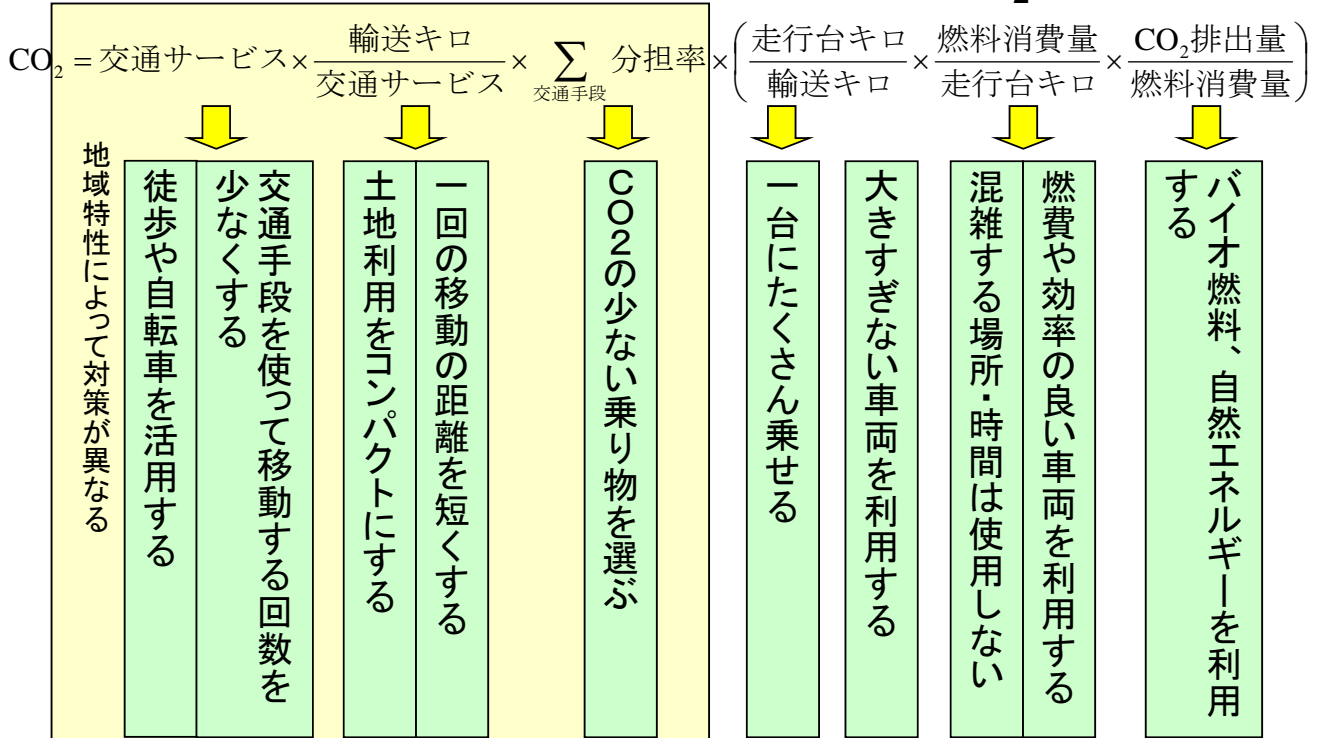 2
CO₂ = 交通サービス × 輸送キロ/交通サービス × ∑交通手段 分担率 × (走行台キロ/輸送キロ × 燃料消費量/走行台キロ × CO₂排出量/燃料消費量)
地域特性によって対策が異なる
交通手段を使って移動する回数を
少なくする
徒歩や自転車を活用する
一回の移動の距離を短くする
土地利用をコンパクトにする
CO2の少ない乗り物を選ぶ
一台にたくさん乗せる
大きすぎない車両を利用する
燃費や効率の良い車両を利用する
混雑する場所・時間は使用しない
バイオ燃料、自然エネルギーを利用
する